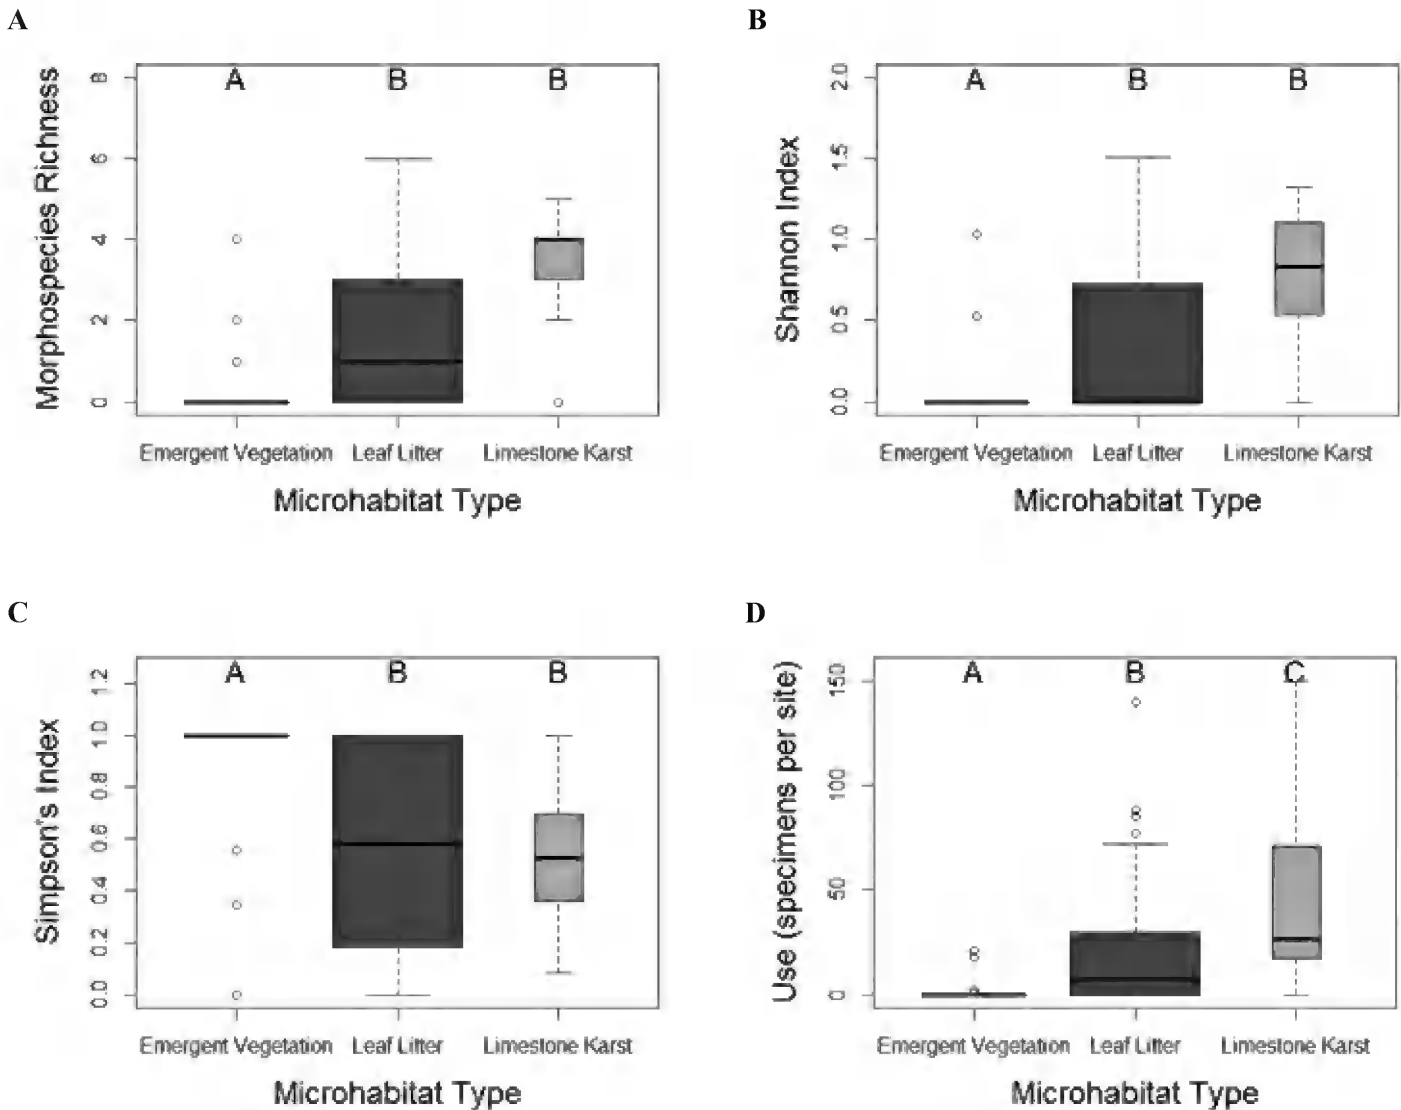 A
Morphospecies Richness
8
6
4
2
0
A B B
Emergent Vegetation Leaf Litter Limestone Karst
Microhabitat Type
B
Shannon Index
2.0
1.5
1.0
0.5
0.0
A B B
Emergent Vegetation Leaf Litter Limestone Karst
Microhabitat Type
C
Simpson's Index
1.2
1.0
0.8
0.6
0.4
0.2
0.0
A B B
Emergent Vegetation Leaf Litter Limestone Karst
Microhabitat Type
D
Use (specimens per site)
150
100
50
0
A B C
Emergent Vegetation Leaf Litter Limestone Karst
Microhabitat Type